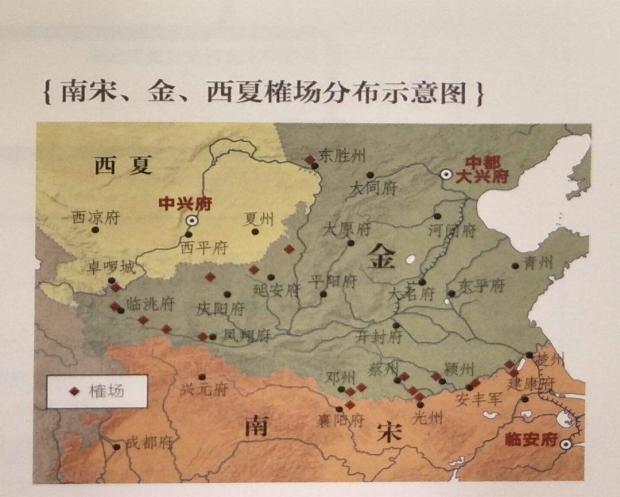 {南宋、金、西夏榷场分布示意图}
西夏
东胜州
中都
大兴府
大同府
中兴府
西凉府
夏州
西平府
太原府
河间府
金
卓啰城
青州
延安府
平阳府
大名府
东平府
临洮府
庆阳府
凤翔府
开封府
楚州
邓州
蔡州
颍州
建康府
榷场
兴元府
安丰军
襄阳府
光州
南宋
成都府
临安府